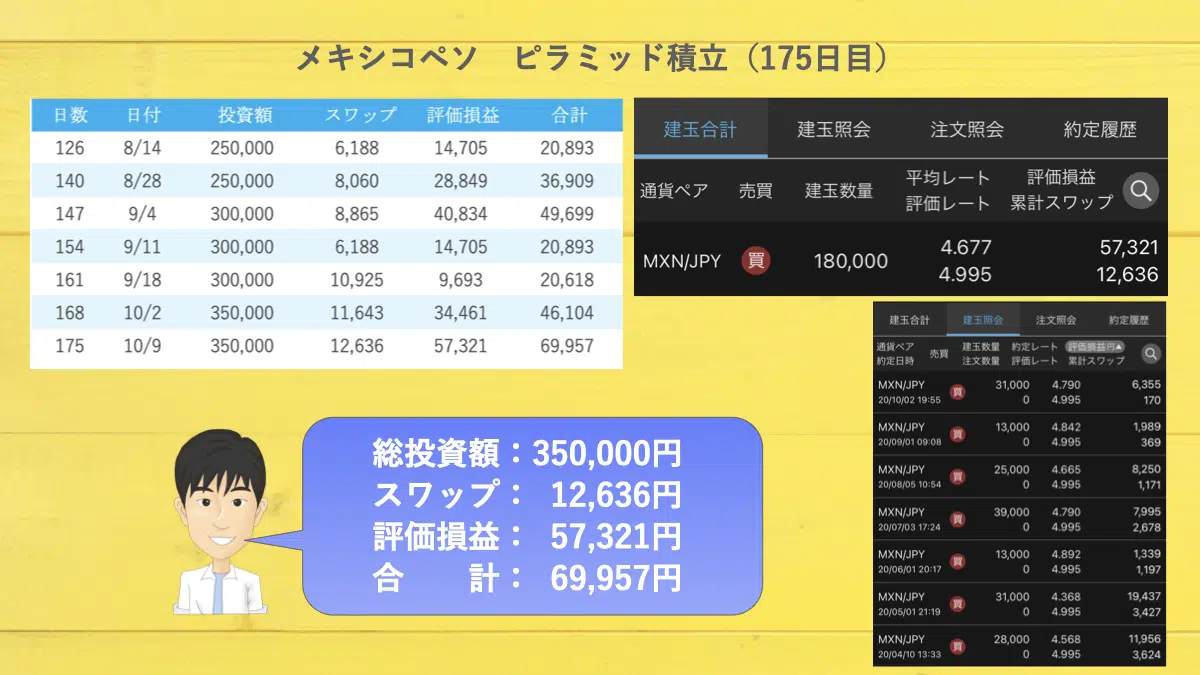 メキシコペソ ピラミッド積立（175日目）
日数 日付 投資額 スワップ 評価損益 合計
126 8/14 250,000 6,188 14,705 20,893
140 8/28 250,000 8,060 28,849 36,909
147 9/4 300,000 8,865 40,834 49,699
154 9/11 300,000 6,188 14,705 20,893
161 9/18 300,000 10,925 9,693 20,618
168 10/2 350,000 11,643 34,461 46,104
175 10/9 350,000 12,636 57,321 69,957
建玉合計 建玉照会 注文照会 約定履歴
通貨ペア 売買 建玉数量 平均レート 評価損益
評価レート 累計スワップ
MXN/JPY 買 180,000 4.677 57,321
4.995 12,636
建玉合計 建玉照会 注文照会 約定履歴
通貨ペア 売買 建玉数量 約定レート 評価損益円▲
約定日時 注文数量 評価レート 累計スワップ
MXN/JPY 買 31,000 4.790 6,355
20/10/02 19:55 0 4.995 170
MXN/JPY 買 13,000 4.842 1,989
20/09/01 09:08 0 4.995 369
MXN/JPY 買 25,000 4.665 8,250
20/08/05 10:54 0 4.995 1,171
MXN/JPY 買 39,000 4.790 7,995
20/07/03 17:24 0 4.995 2,678
MXN/JPY 買 13,000 4.892 1,339
20/06/01 20:17 0 4.995 1,197
MXN/JPY 買 31,000 4.368 19,437
20/05/01 21:19 0 4.995 3,427
MXN/JPY 買 28,000 4.568 11,956
20/04/10 13:33 0 4.995 3,624
総投資額：350,000円
スワップ： 12,636円
評価損益： 57,321円
合　　計： 69,957円